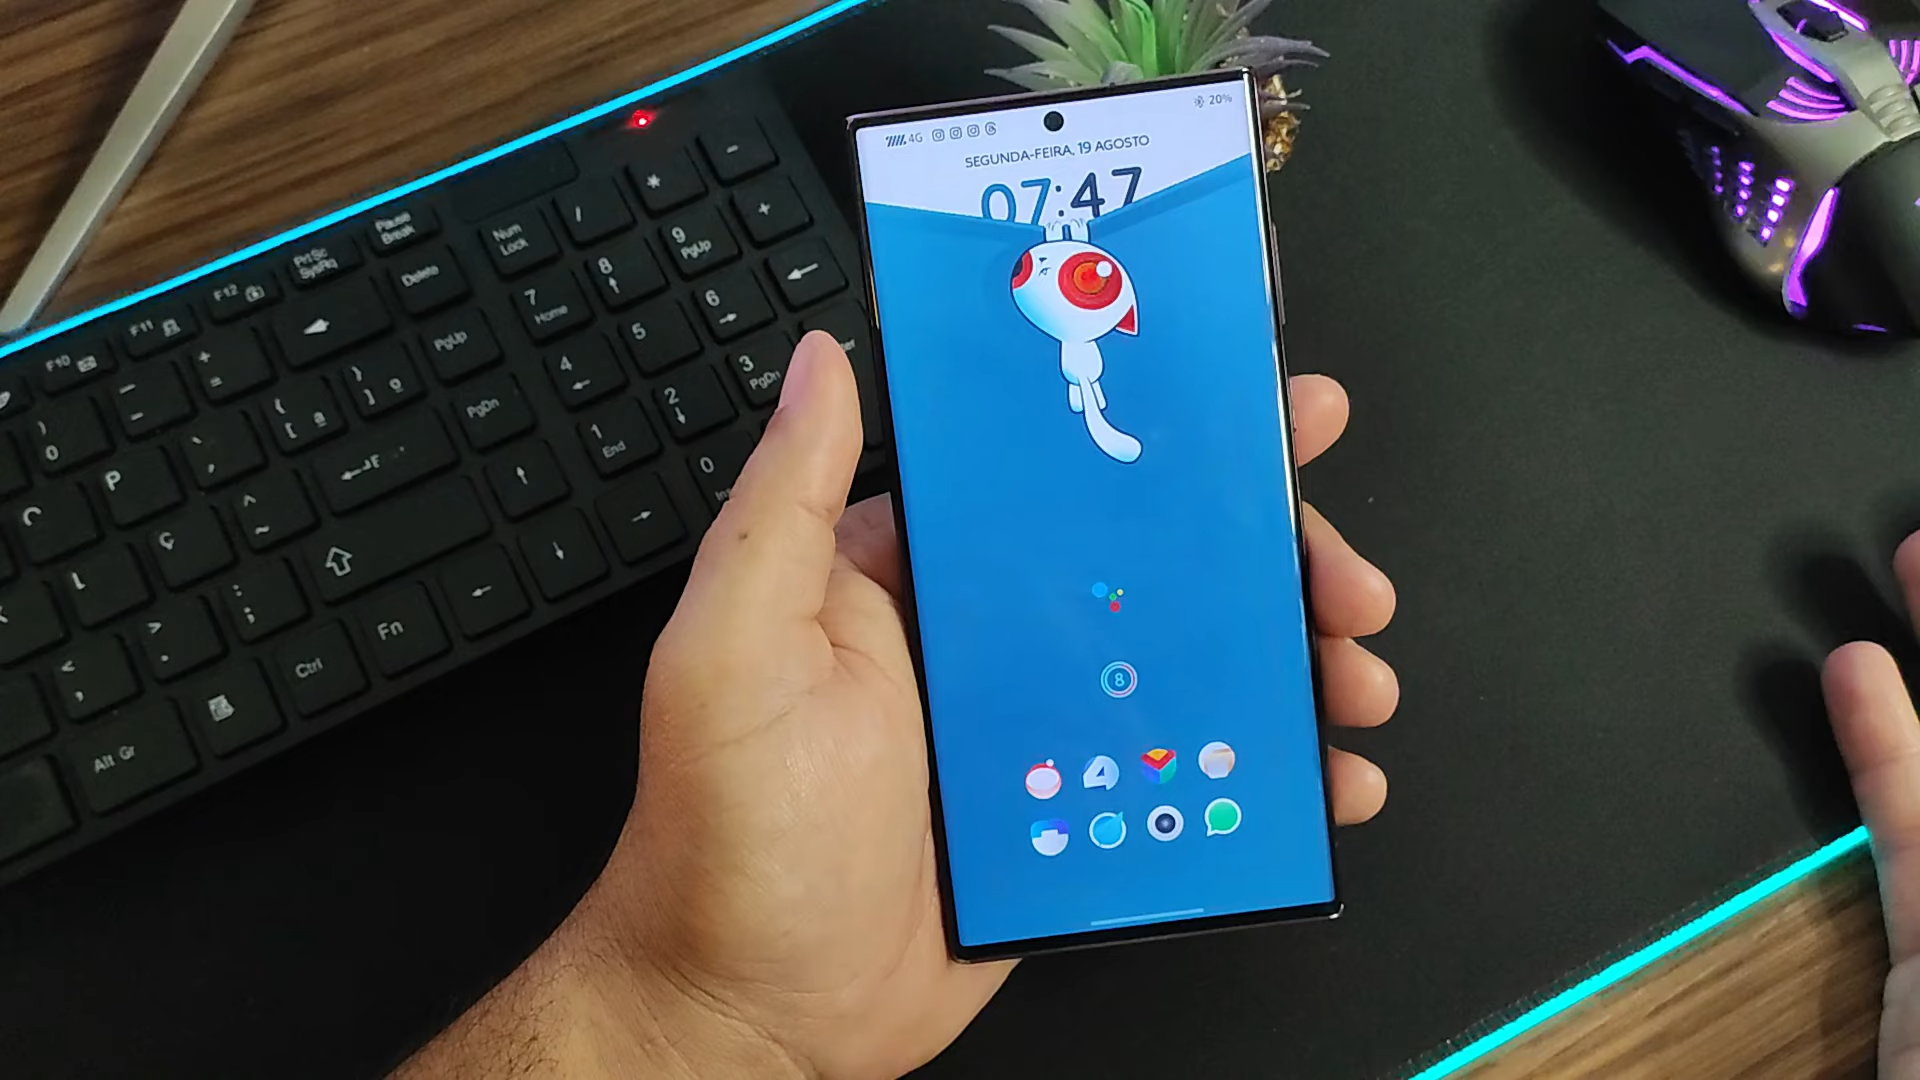 4G
20%
SEGUNDA-FEIRA, 19 AGOSTO
07:47
8
Pause
Break
PrtSc
SysRq
F12
F11
F10
Delete
Num
Lock
/
*
-
+
7
Home
8
9
PgUp
PgUp
4
5
6
PgDn
1
End
2
3
PgDn
0
+
=
_
-
)
0
P
{
[
ª
}
]
º
Ç
^
~
L
:
;
>
.
<
,
Fn
Ctrl
Alt Gr